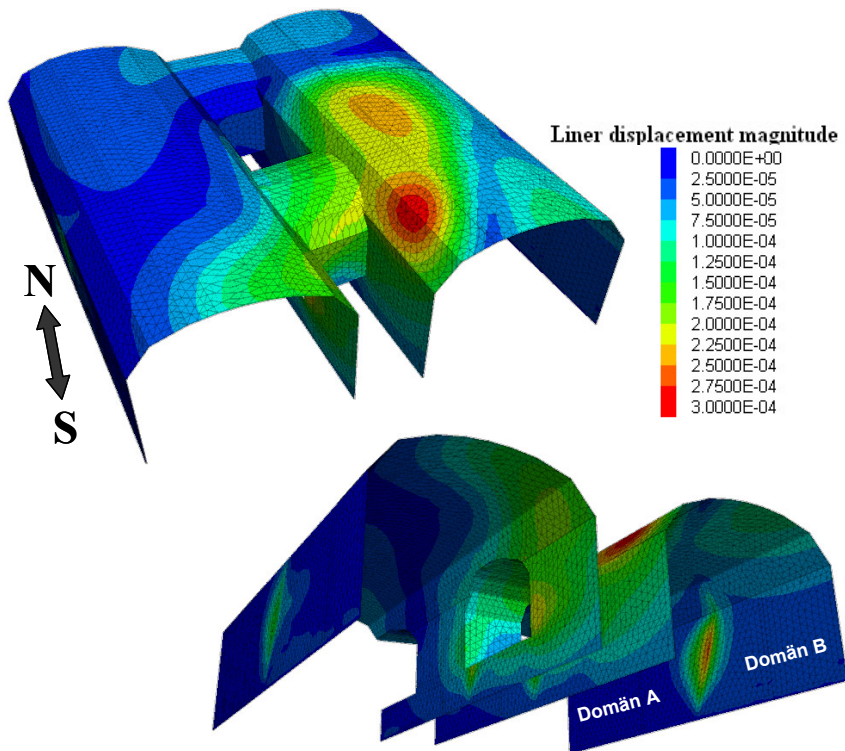 Liner displacement magnitude
0.0000E+00
2.5000E-05
5.0000E-05
7.5000E-05
1.0000E-04
1.2500E-04
1.5000E-04
1.7500E-04
2.0000E-04
2.2500E-04
2.5000E-04
2.7500E-04
3.0000E-04
N
S
Domän A
Domän B